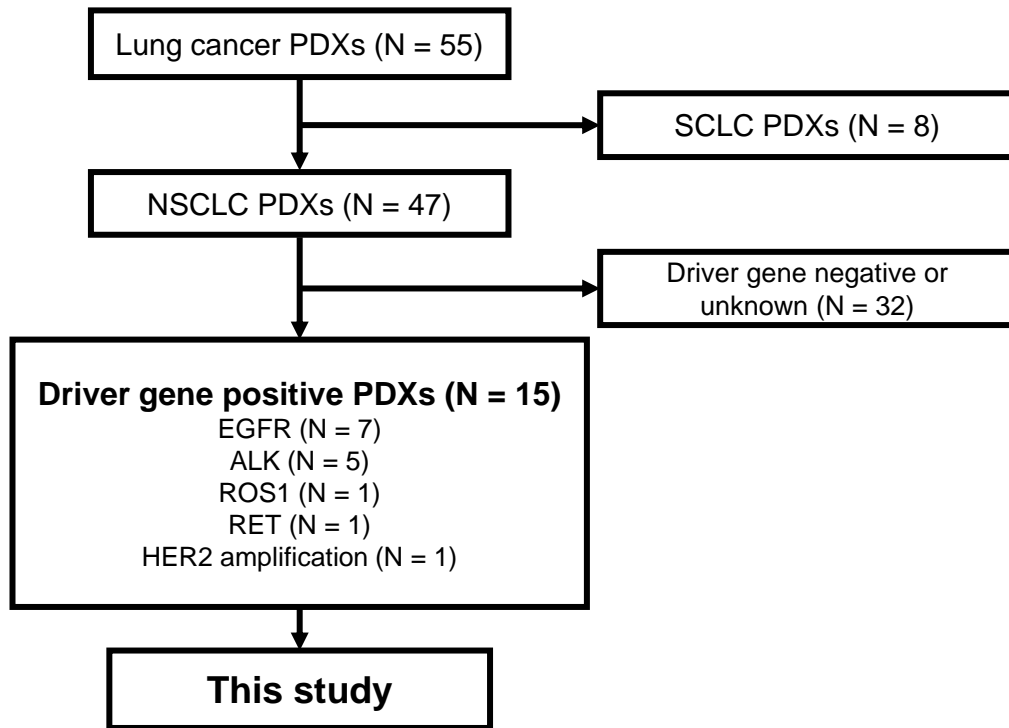 Lung cancer PDXs (N = 55)
SCLC PDXs (N = 8)
NSCLC PDXs (N = 47)
Driver gene negative or
unknown (N = 32)
Driver gene positive PDXs (N = 15)
EGFR (N = 7)
ALK (N = 5)
ROS1 (N = 1)
RET (N = 1)
HER2 amplification (N = 1)
This study